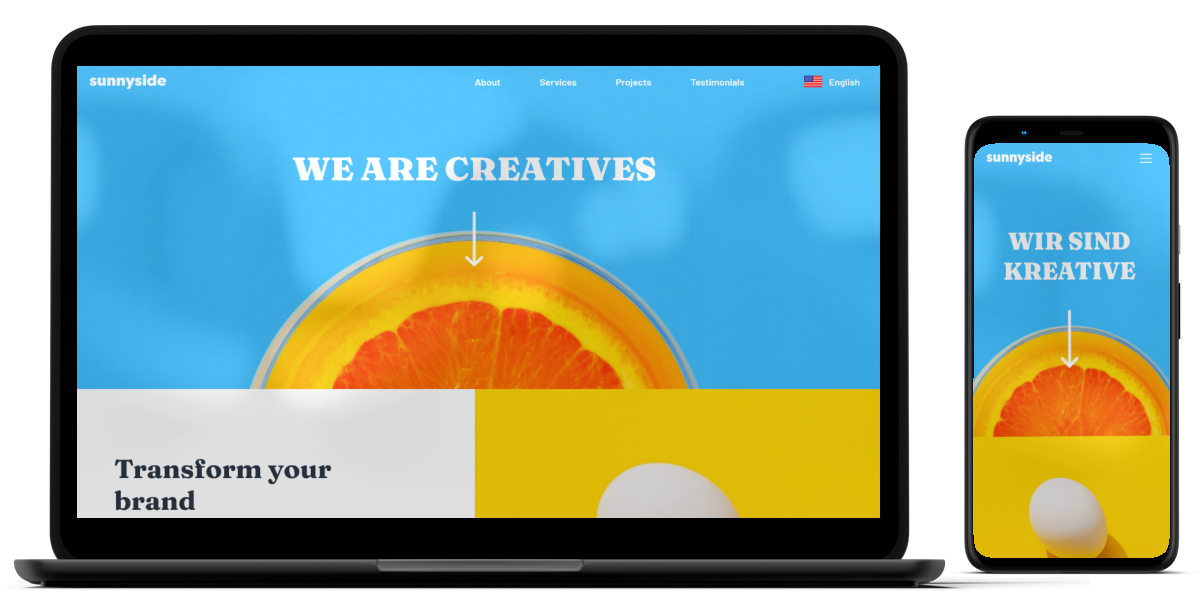 sunnyside
About Services Projects Testimonials English
WE ARE CREATIVES
Transform your
brand
sunnyside
WIR SIND
KREATIVE